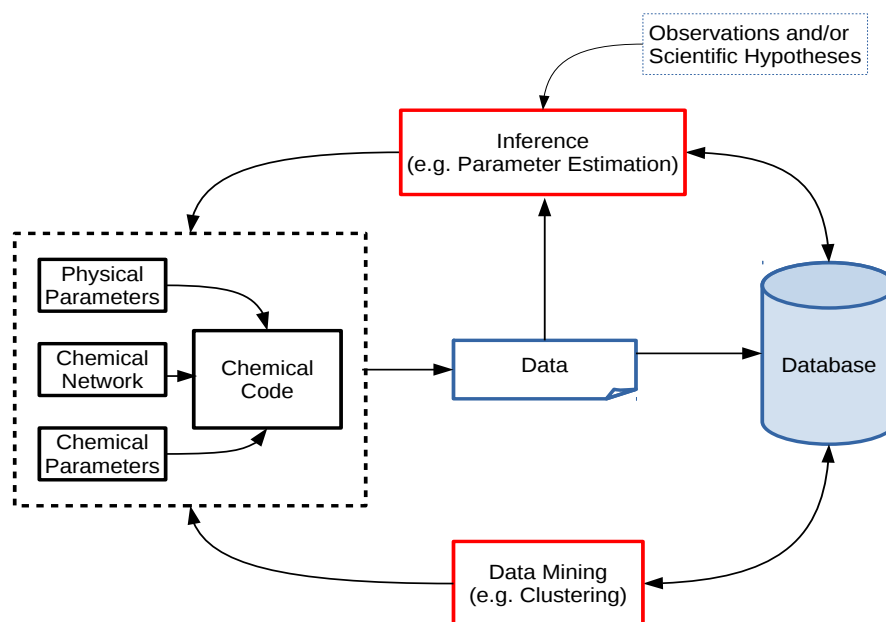 Observations and/or
Scientific Hypotheses
Inference
(e.g. Parameter Estimation)
Physical
Parameters
Chemical
Network
Chemical
Parameters
Chemical
Code
Data
Database
Data Mining
(e.g. Clustering)